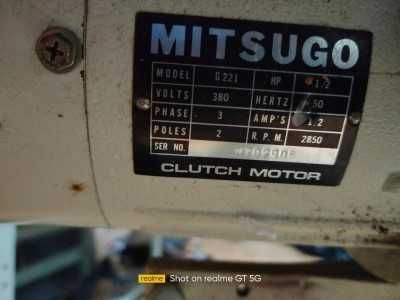 MITSUGO
MODEL G221 HP 1/2
VOLTS 380 HERTZ 50
PHASE 3 AMP'S 1.2
POLES 2 R.P.M. 2850
SER NO.
CLUTCH MOTOR
realme Shot on realme GT 5G